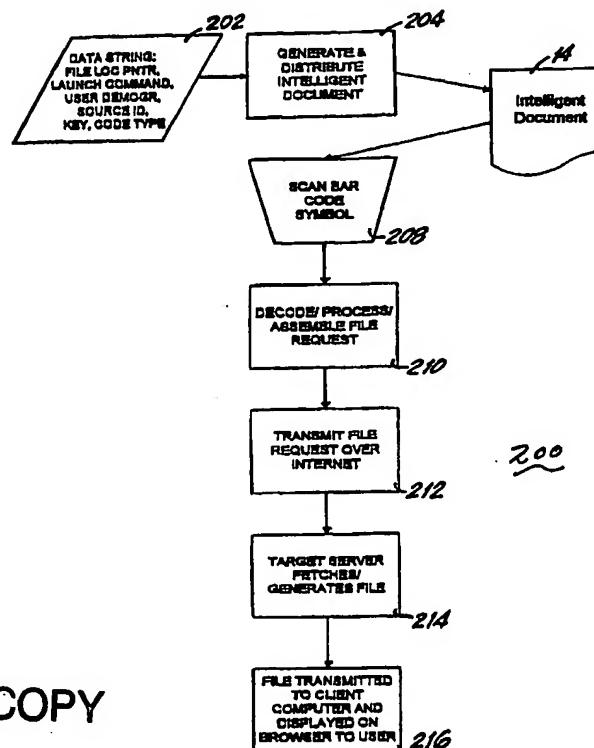 202
DATA STRING:
FILE LOC PNTR,
LAUNCH COMMAND,
USER DEMOGR,
SOURCE ID,
KEY, CODE TYPE
204
GENERATE &
DISTRIBUTE
INTELLIGENT
DOCUMENT
14
Intelligent
Document
SCAN BAR
CODE
SYMBOL
208
DECODE/ PROCESS/
ASSEMBLE FILE
REQUEST
210
TRANSMIT FILE
REQUEST OVER
INTERNET
212
200
TARGET SERVER
FETCHES/
GENERATES FILE
214
FILE TRANSMITTED
TO CLIENT
COMPUTER AND
DISPLAYED ON
BROWSER TO USER
216
COPY